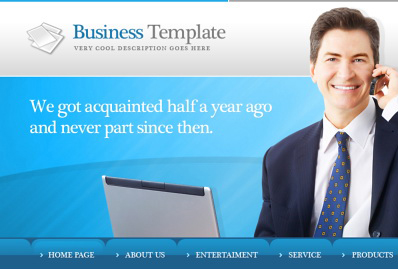 Business Template
VERY COOL DESCRIPTION GOES HERE
We got acquainted half a year ago
and never part since then.
HOME PAGE
ABOUT US
ENTERTAIMENT
SERVICE
PRODUCTS